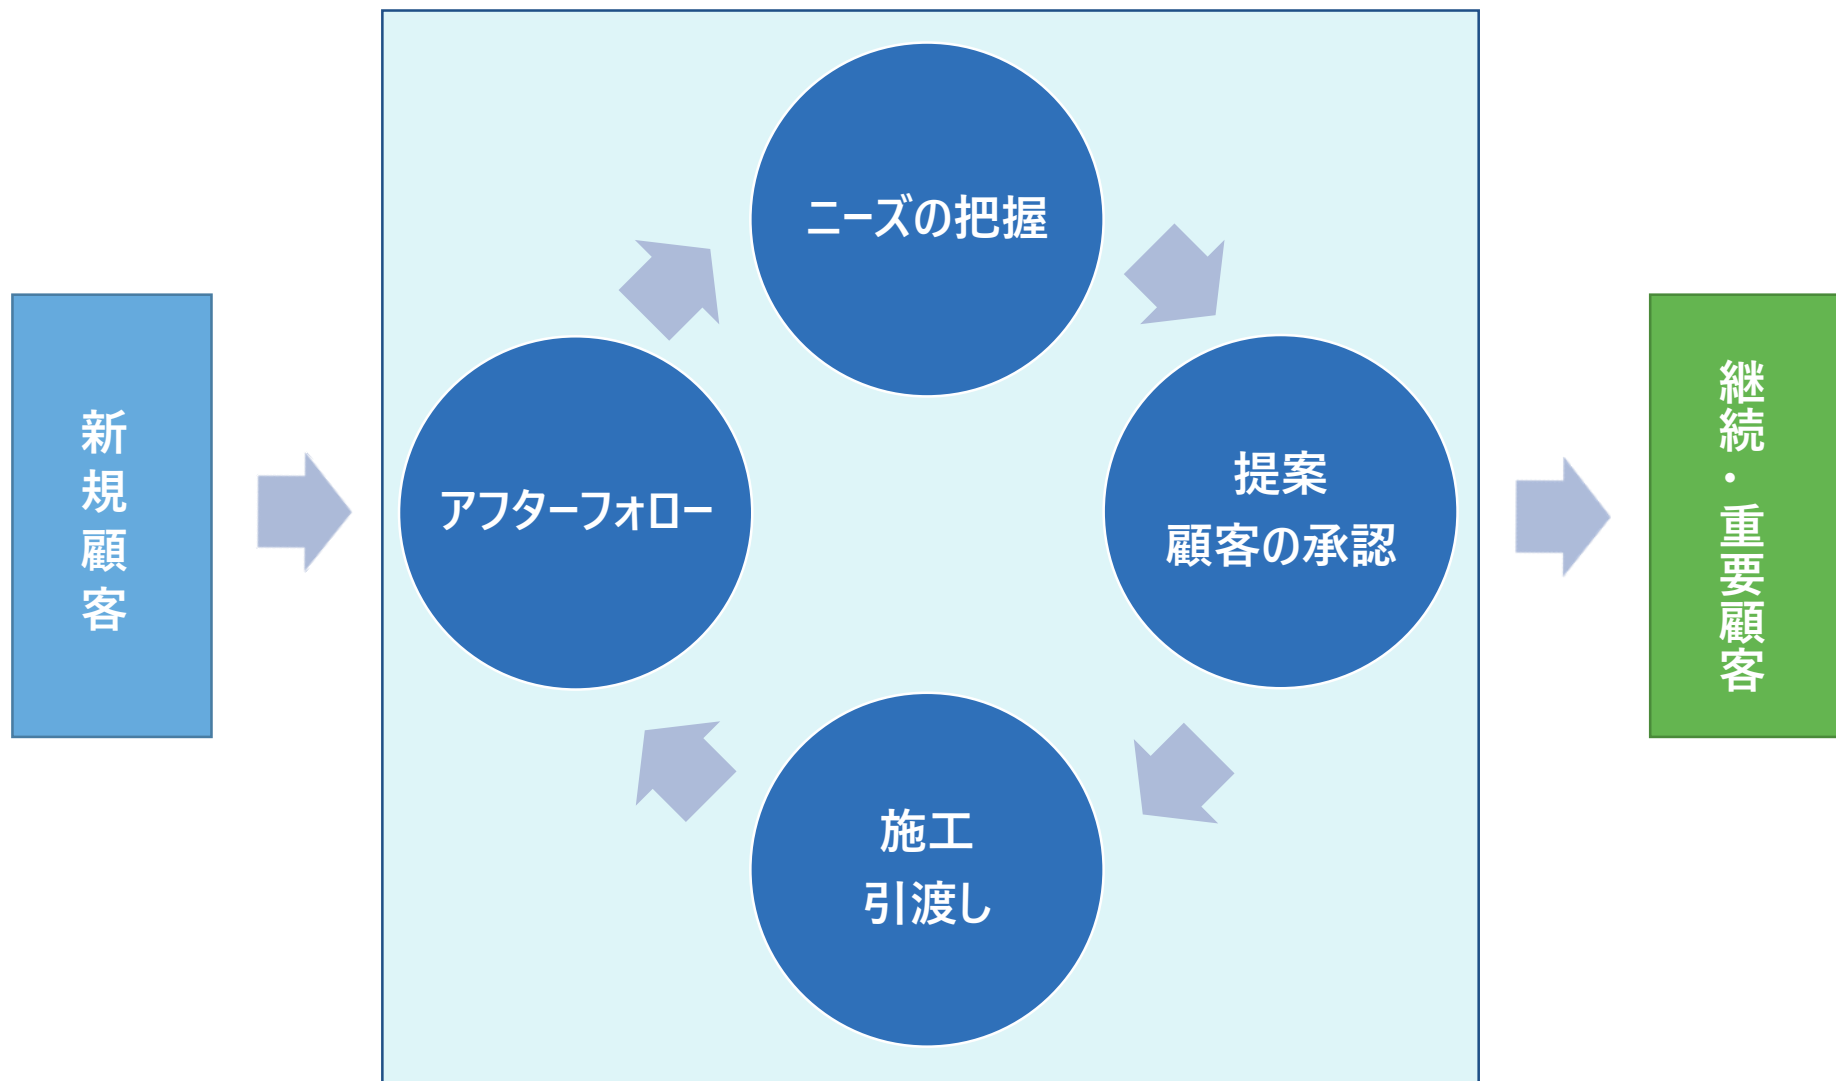 新規顧客
ニーズの把握
提案
顧客の承認
施工
引渡し
アフターフォロー
継続・重要顧客